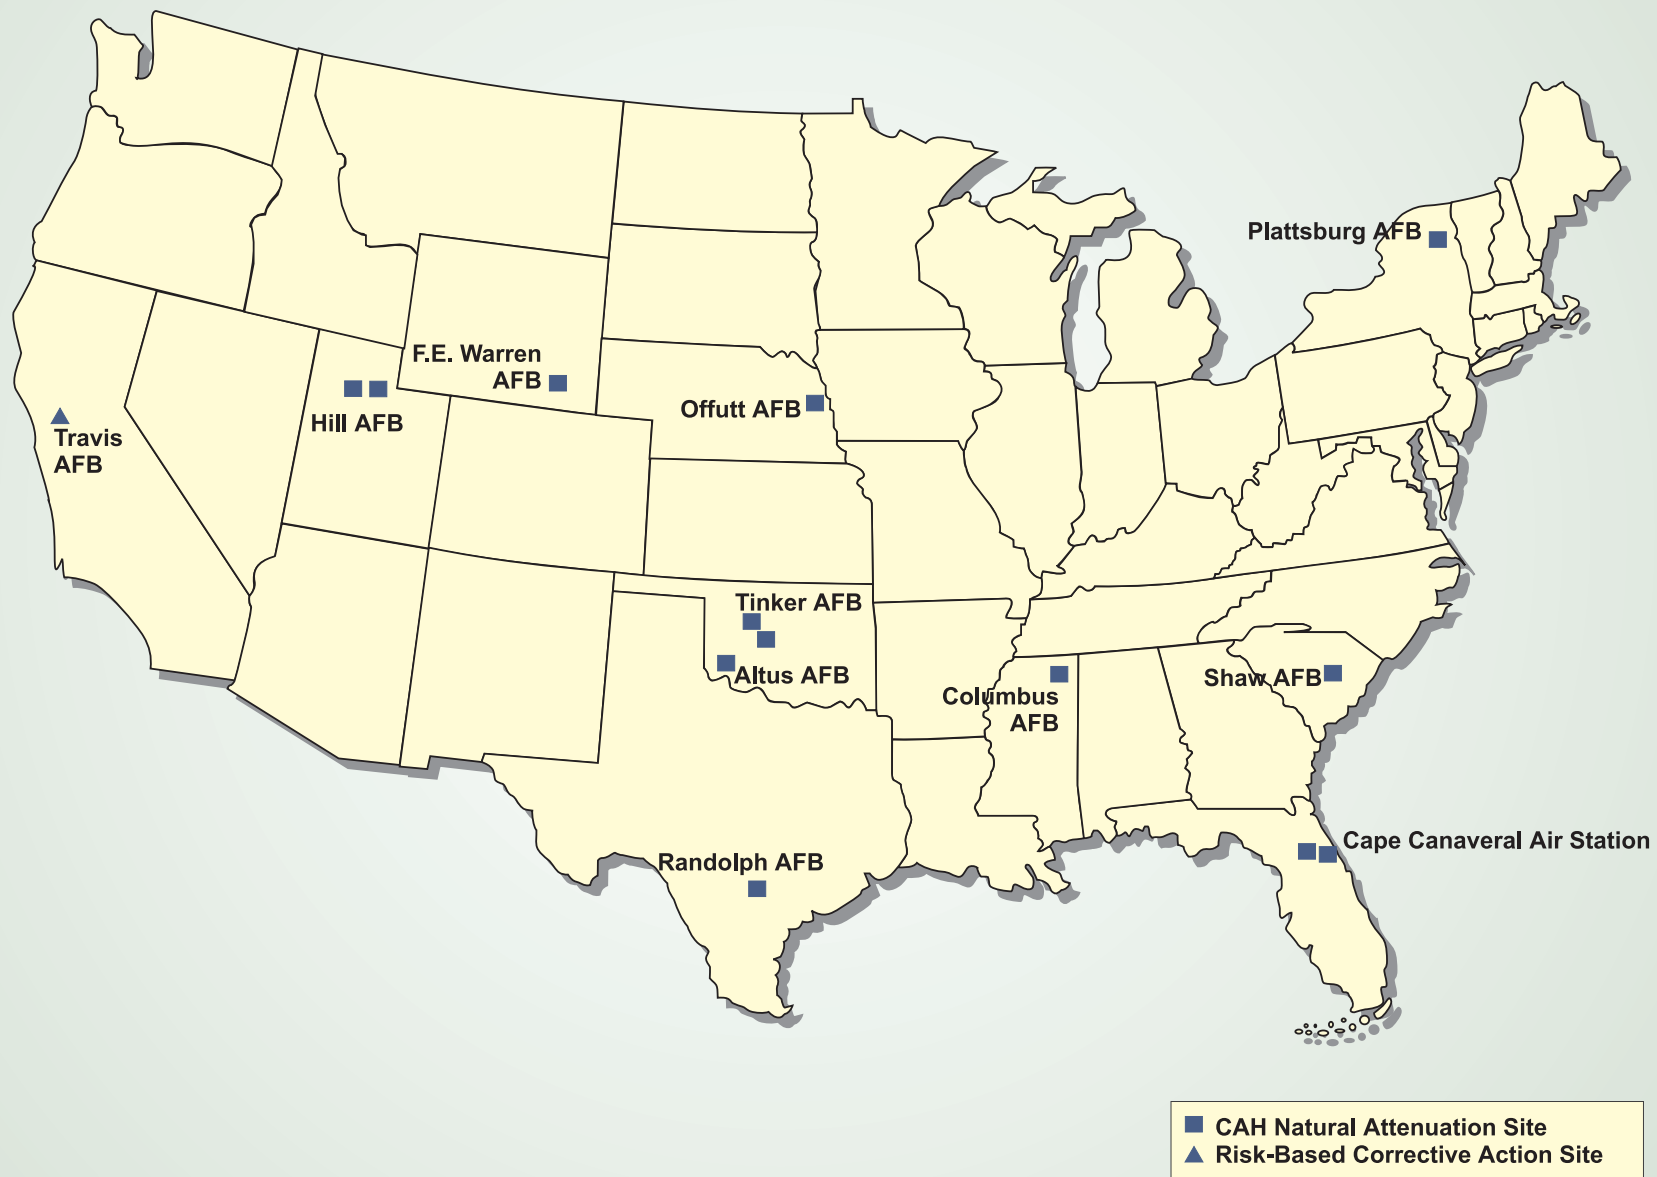 Plattsburg AFB
F.E. Warren
AFB
Offutt AFB
Hill AFB
Travis
AFB
Tinker AFB
Altus AFB
Columbus
AFB
Shaw AFB
Cape Canaveral Air Station
Randolph AFB
CAH Natural Attenuation Site
Risk-Based Corrective Action Site